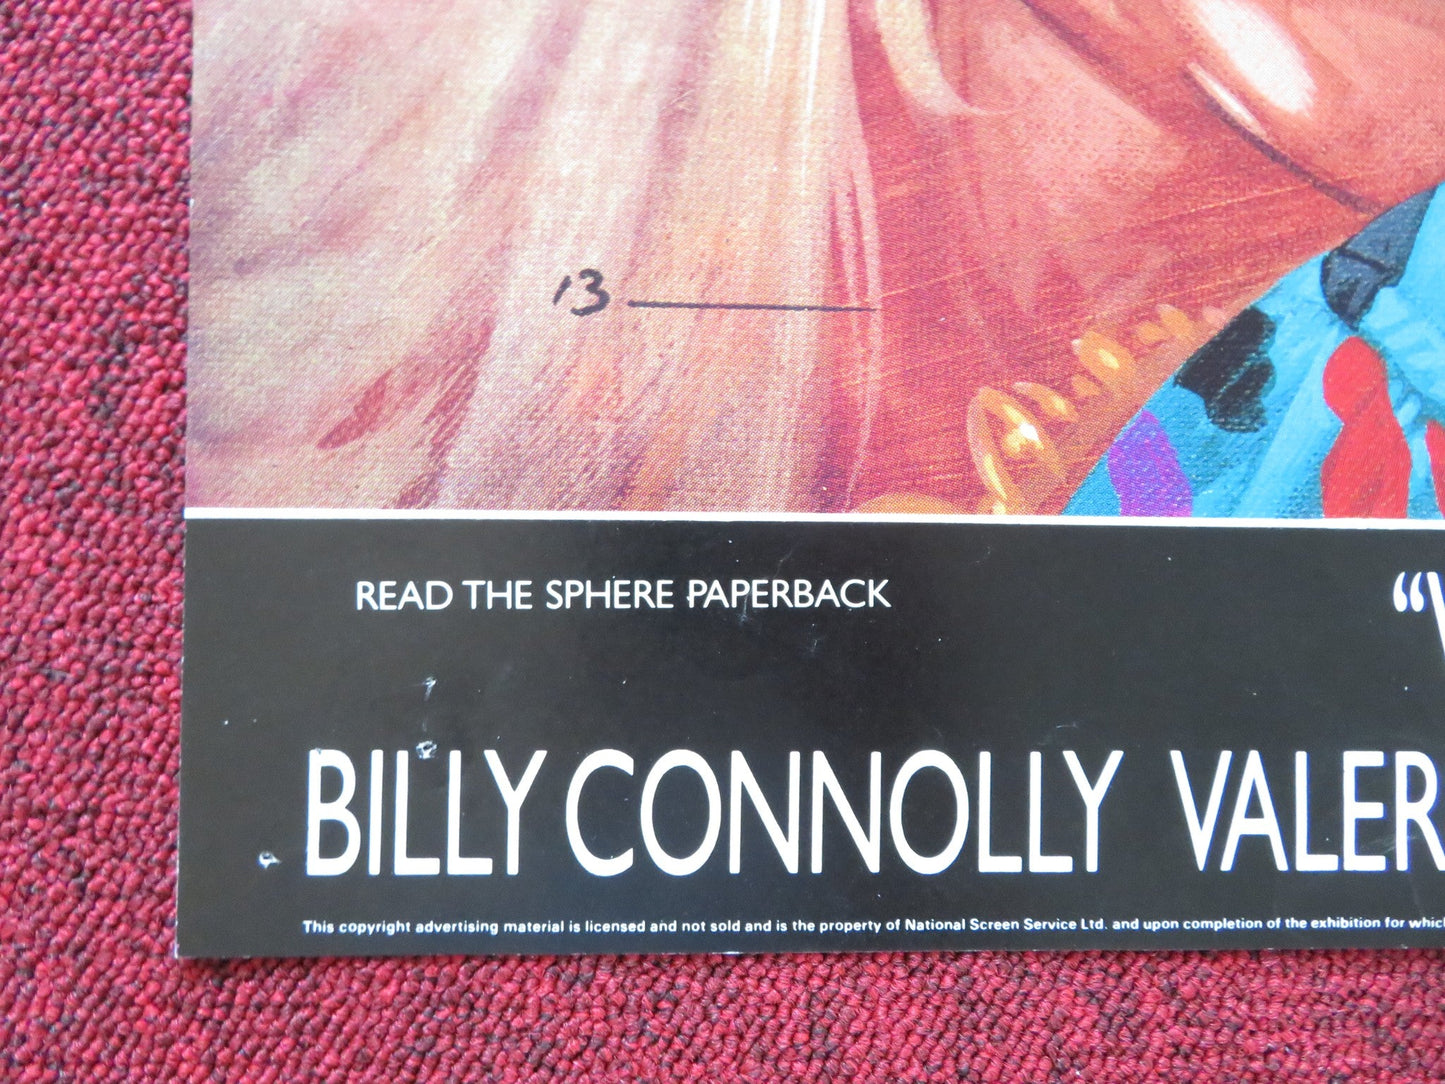 13
READ THE SPHERE PAPERBACK
BILLY CONNOLLY VALER
This copyright advertising material is licensed and not sold and is the property of National Screen Service Ltd. and upon completion of the exhibition for which